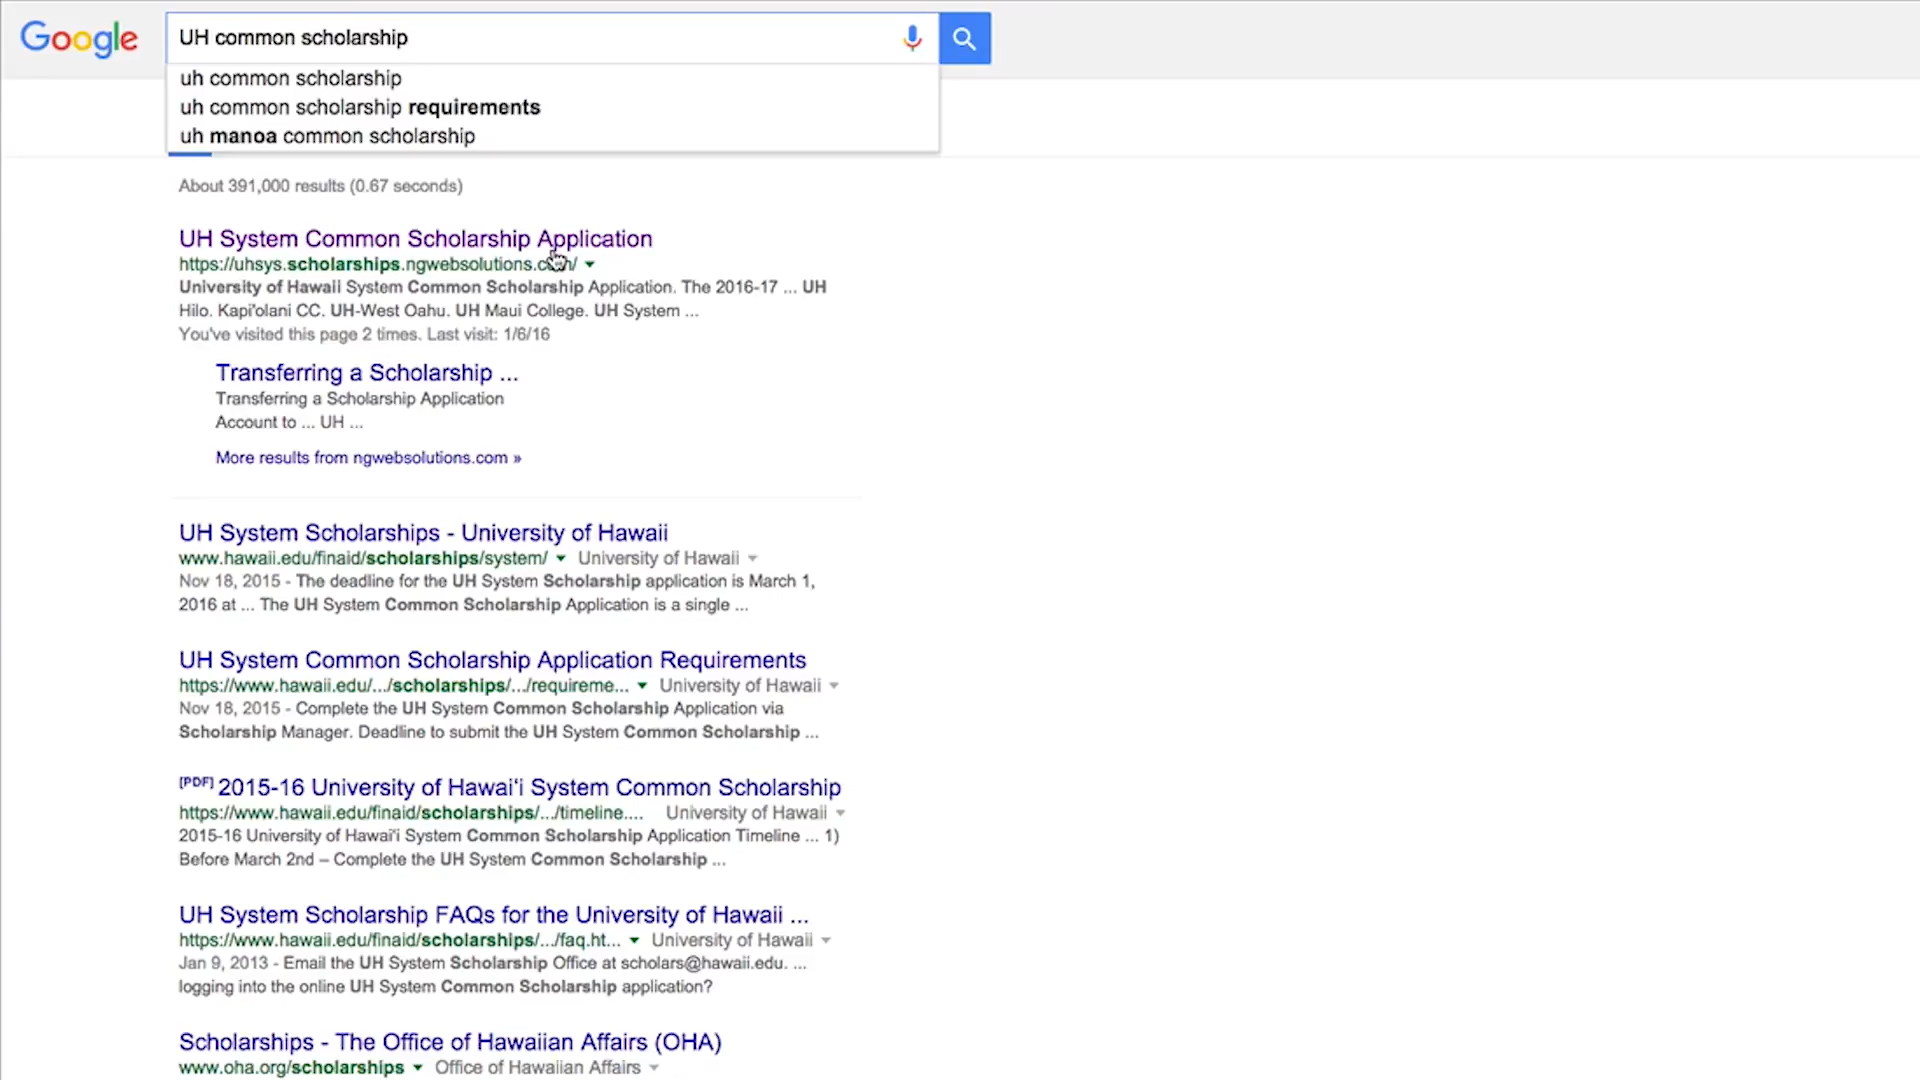 Google
UH common scholarship
uh common scholarship
uh common scholarship requirements
uh manoa common scholarship
About 391,000 results (0.67 seconds)
UH System Common Scholarship Application
https://uhsys.scholarships.ngwebsolutions.com/
University of Hawaii System Common Scholarship Application. The 2016-17 ... UH
Hilo. Kapi'olani CC. UH-West Oahu. UH Maui College. UH System ...
You've visited this page 2 times. Last visit: 1/6/16
Transferring a Scholarship ...
Transferring a Scholarship Application
Account to ... UH ...
More results from ngwebsolutions.com »
UH System Scholarships - University of Hawaii
www.hawaii.edu/finaid/scholarships/system/ University of Hawaii
Nov 18, 2015 - The deadline for the UH System Scholarship application is March 1,
2016 at ... The UH System Common Scholarship Application is a single ...
UH System Common Scholarship Application Requirements
https://www.hawaii.edu/.../scholarships/.../requireme... University of Hawaii
Nov 18, 2015 - Complete the UH System Common Scholarship Application via
Scholarship Manager. Deadline to submit the UH System Common Scholarship ...
[PDF] 2015-16 University of Hawaiʻi System Common Scholarship
https://www.hawaii.edu/finaid/scholarships/.../timeline.... University of Hawaii
2015-16 University of Hawai'i System Common Scholarship Application Timeline ... 1)
Before March 2nd – Complete the UH System Common Scholarship ...
UH System Scholarship FAQs for the University of Hawaii ...
https://www.hawaii.edu/finaid/scholarships/.../faq.ht... University of Hawaii
Jan 9, 2013 - Email the UH System Scholarship Office at scholars@hawaii.edu. ...
logging into the online UH System Common Scholarship application?
Scholarships - The Office of Hawaiian Affairs (OHA)
www.oha.org/scholarships Office of Hawaiian Affairs